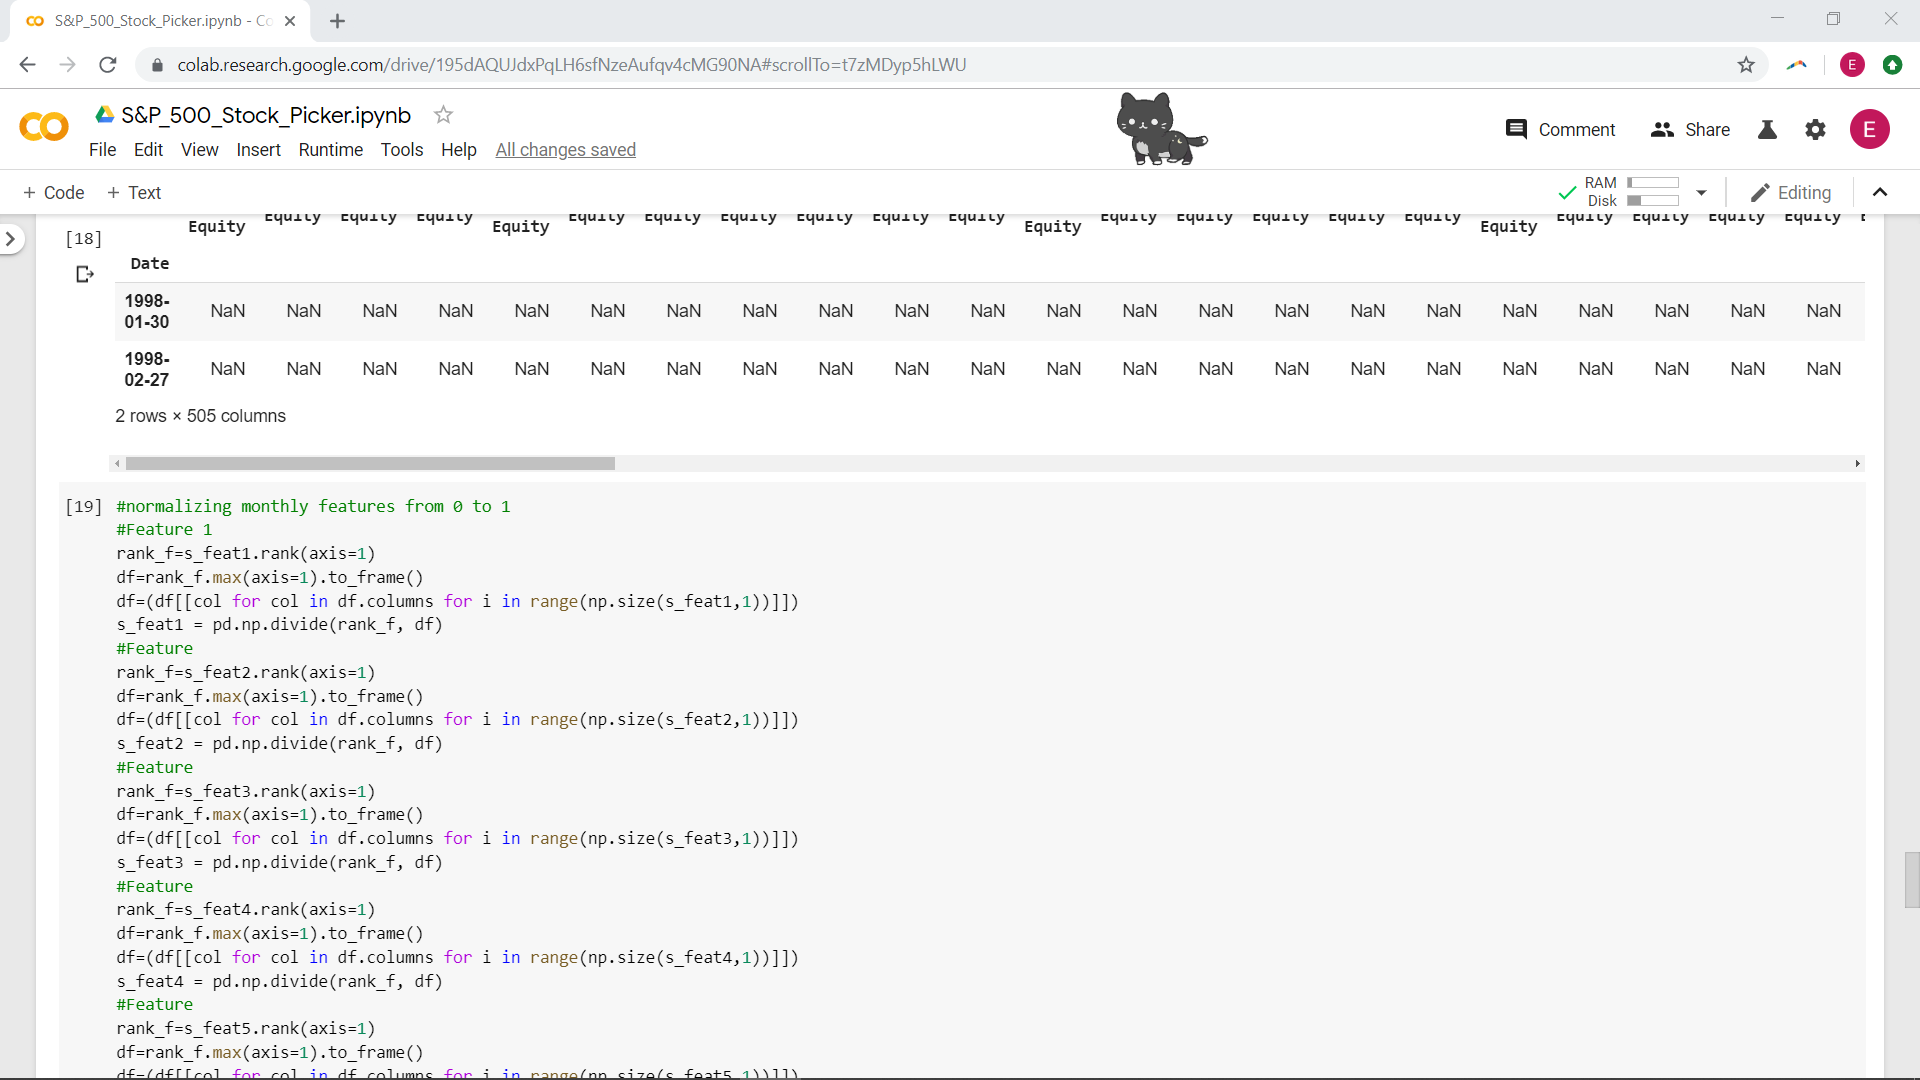 S&P_500_Stock_Picker.ipynb - Co
colab.research.google.com/drive/195dAQUJdxPqLH6sfNzeAufqv4cMG90NA#scrollTo=t7zMDyp5hLWU
E
S&P_500_Stock_Picker.ipynb
Comment
Share
E
File Edit View Insert Runtime Tools Help All changes saved
+ Code + Text
RAM
Disk
Editing
Equity Equity Equity Equity Equity Equity Equity Equity Equity Equity Equity Equity Equity Equity Equity Equity Equity Equity Equity Equity Equity Equity E
[18]
Date
1998-01-30 NaN NaN NaN NaN NaN NaN NaN NaN NaN NaN NaN NaN NaN NaN NaN NaN NaN NaN NaN NaN NaN NaN
1998-02-27 NaN NaN NaN NaN NaN NaN NaN NaN NaN NaN NaN NaN NaN NaN NaN NaN NaN NaN NaN NaN NaN NaN
2 rows × 505 columns
[19] #normalizing monthly features from 0 to 1
#Feature 1
rank_f=s_feat1.rank(axis=1)
df=rank_f.max(axis=1).to_frame()
df=(df[[col for col in df.columns for i in range(np.size(s_feat1,1))]])
s_feat1 = pd.np.divide(rank_f, df)
#Feature
rank_f=s_feat2.rank(axis=1)
df=rank_f.max(axis=1).to_frame()
df=(df[[col for col in df.columns for i in range(np.size(s_feat2,1))]])
s_feat2 = pd.np.divide(rank_f, df)
#Feature
rank_f=s_feat3.rank(axis=1)
df=rank_f.max(axis=1).to_frame()
df=(df[[col for col in df.columns for i in range(np.size(s_feat3,1))]])
s_feat3 = pd.np.divide(rank_f, df)
#Feature
rank_f=s_feat4.rank(axis=1)
df=rank_f.max(axis=1).to_frame()
df=(df[[col for col in df.columns for i in range(np.size(s_feat4,1))]])
s_feat4 = pd.np.divide(rank_f, df)
#Feature
rank_f=s_feat5.rank(axis=1)
df=rank_f.max(axis=1).to_frame()
df=(df[[col for col in df.columns for i in range(np.size(s_feat5,1))]])